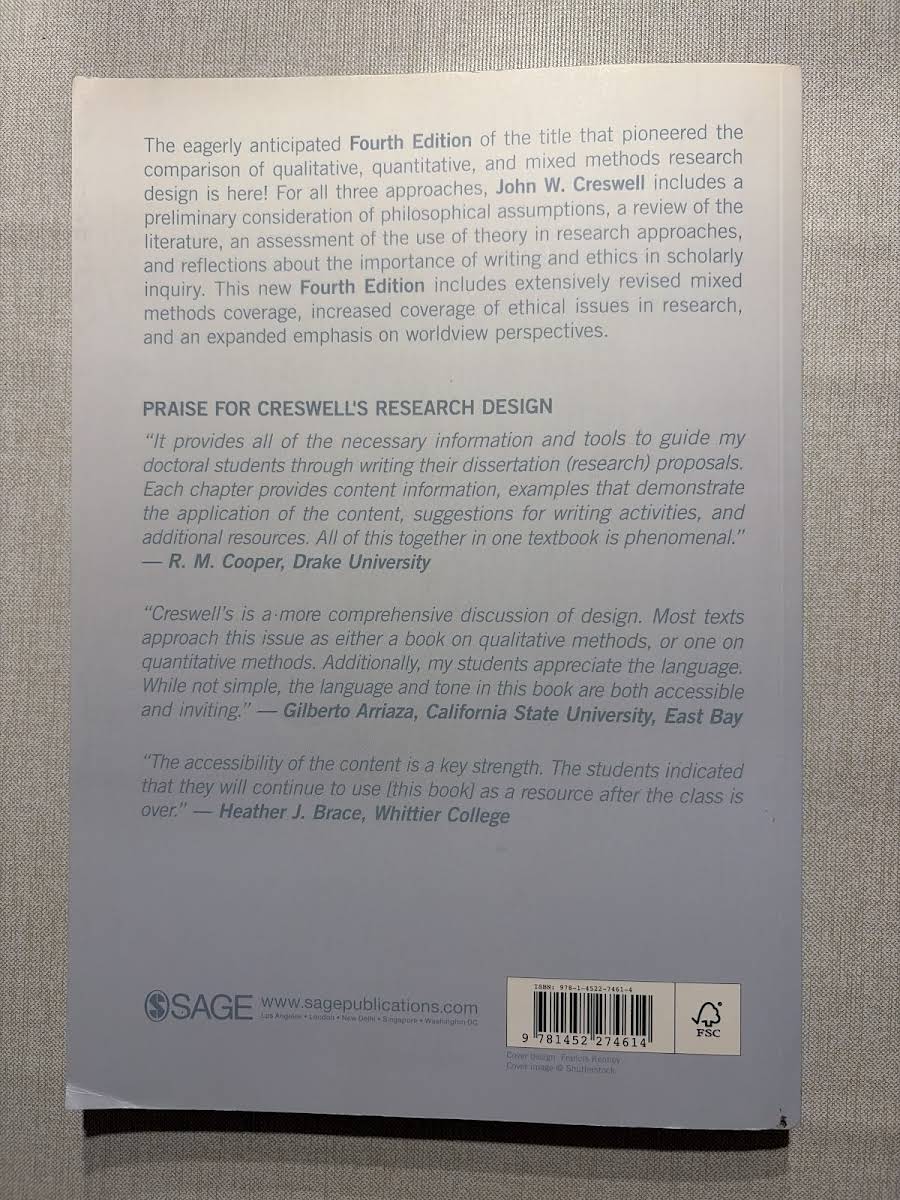 The eagerly anticipated Fourth Edition of the title that pioneered the
comparison of qualitative, quantitative, and mixed methods research
design is here! For all three approaches, John W. Creswell includes a
preliminary consideration of philosophical assumptions, a review of the
literature, an assessment of the use of theory in research approaches,
and reflections about the importance of writing and ethics in scholarly
inquiry. This new Fourth Edition includes extensively revised mixed
methods coverage, increased coverage of ethical issues in research,
and an expanded emphasis on worldview perspectives.
PRAISE FOR CRESWELL'S RESEARCH DESIGN
“It provides all of the necessary information and tools to guide my
doctoral students through writing their dissertation (research) proposals.
Each chapter provides content information, examples that demonstrate
the application of the content, suggestions for writing activities, and
additional resources. All of this together in one textbook is phenomenal.”
— R. M. Cooper, Drake University
“Creswell’s is a more comprehensive discussion of design. Most texts
approach this issue as either a book on qualitative methods, or one on
quantitative methods. Additionally, my students appreciate the language.
While not simple, the language and tone in this book are both accessible
and inviting.” — Gilberto Arriaza, California State University, East Bay
“The accessibility of the content is a key strength. The students indicated
that they will continue to use [this book] as a resource after the class is
over.” — Heather J. Brace, Whittier College
SAGE www.sagepublications.com
Los Angeles • London • New Delhi • Singapore • Washington DC
ISBN: 978-1-4522-7461-4
9 781452 274614
FSC
Cover design: Francis Kenney
Cover image © Shutterstock